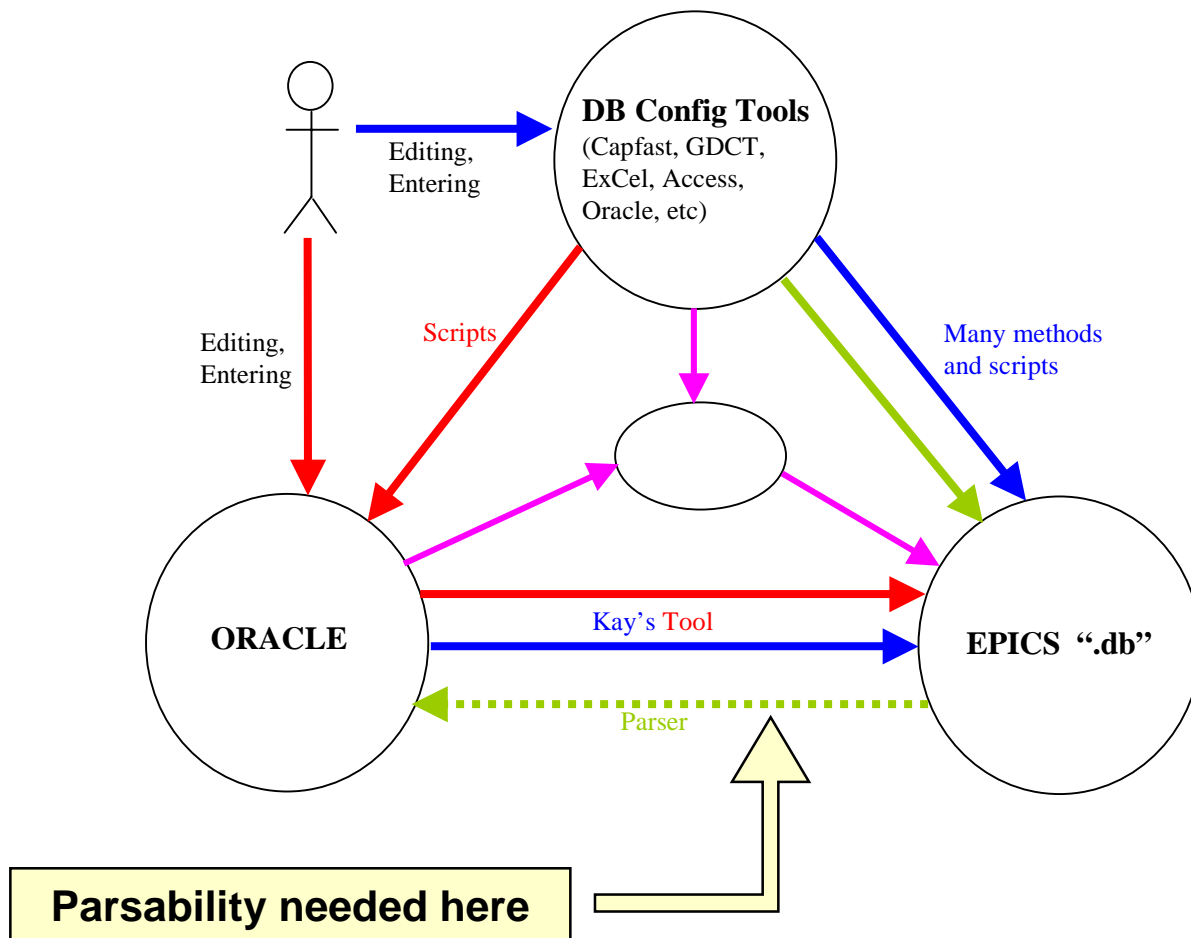 DB Config Tools
(Capfast, GDCT,
ExCel, Access,
Oracle, etc)
Editing,
Entering
Editing,
Entering
Scripts
Many methods
and scripts
ORACLE
Kay’s Tool
EPICS “.db”
Parser
Parsability needed here